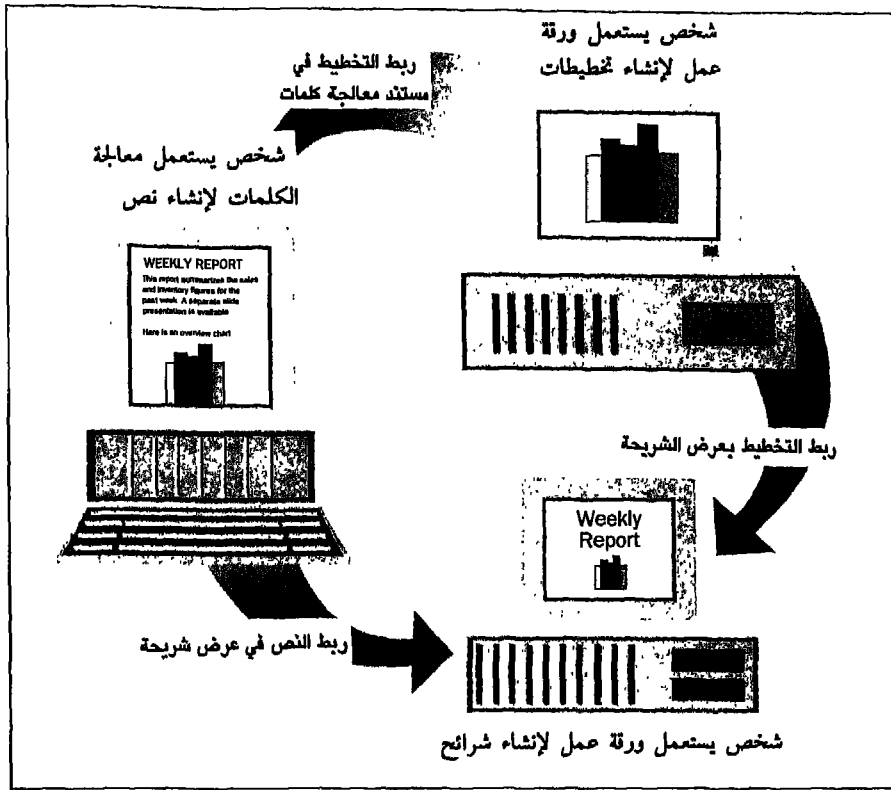 شخص يستعمل ورقة
عمل لإنشاء تخطيطات
ربط التخطيط في
مستند معالجة كلمات
شخص يستعمل معالجة
الكلمات لإنشاء نص
WEEKLY REPORT
This report summarizes the sales
and inventory figures for the
past week A separate slide
presentation is available
Here is an overview chart
ربط التخطيط بعرض الشريحة
Weekly
Report
ربط النص في عرض شريحة
شخص يستعمل ورقة عمل لإنشاء شرائح